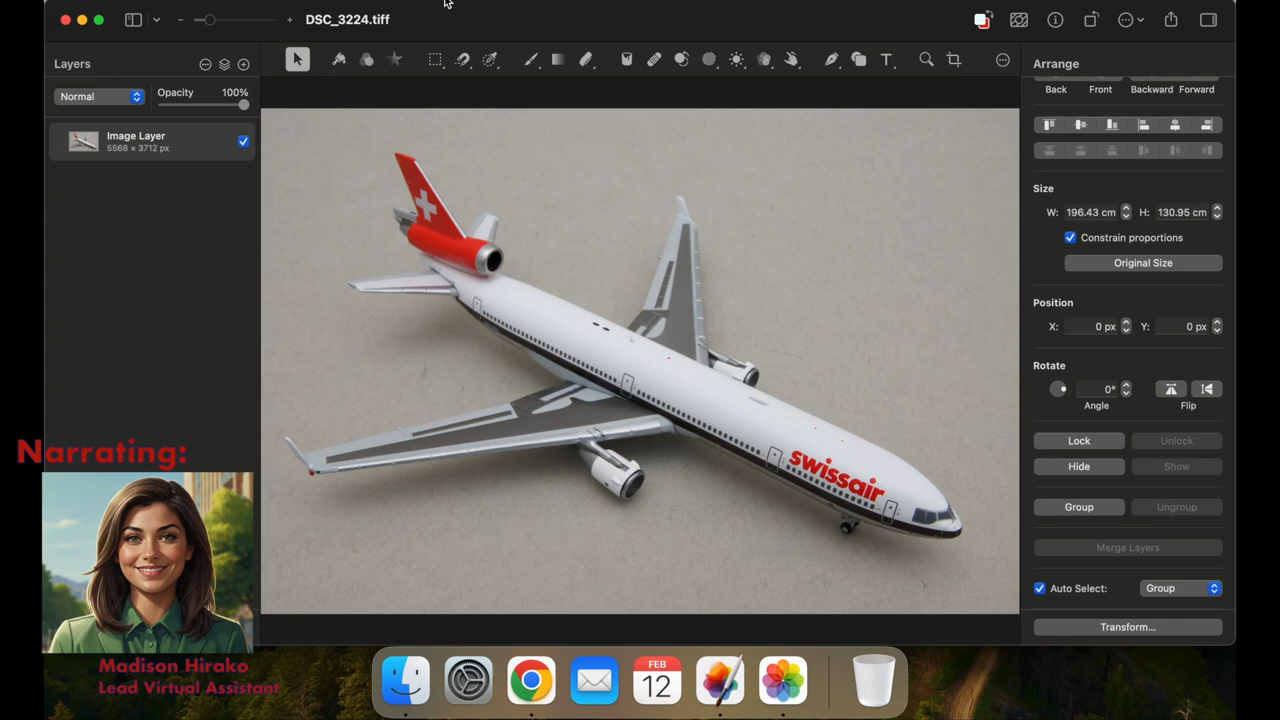 DSC_3224.tiff
Layers
Arrange
Back Front Backward Forward
Normal
Opacity 100%
Image Layer
5568 × 3712 px
Size
W: 196.43 cm H: 130.95 cm
Constrain proportions
Original Size
Position
X: 0 px Y: 0 px
Rotate
0°
Angle Flip
Lock Unlock
Hide Show
Group Ungroup
Merge Layers
Auto Select: Group
Transform...
swissair
Narrating:
Madison Hirako
Lead Virtual Assistant
FEB
12